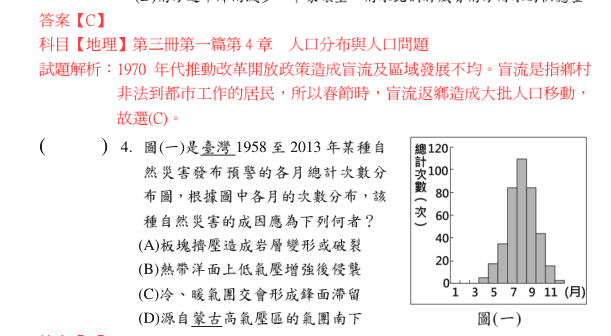 答案【C】
科目【地理】第三冊第一篇第4 章　人口分布與人口問題
試題解析：1970 年代推動改革開放政策造成盲流及區域發展不均。盲流是指鄉村
非法到都市工作的居民，所以春節時，盲流返鄉造成大批人口移動，
故選(C)。
(　　) 4. 圖(一)是臺灣 1958 至 2013 年某種自
然災害發布預警的各月總計次數分
布圖，根據圖中各月的次數分布，該
種自然災害的成因應為下列何者？
(A)板塊擠壓造成岩層變形或破裂
(B)熱帶洋面上低氣壓增強後侵襲
(C)冷、暖氣團交會形成鋒面滯留
(D)源自蒙古高氣壓區的氣團南下
總計次數（次）
120
100
80
60
40
20
0
1 3 5 7 9 11 (月)
圖(一)